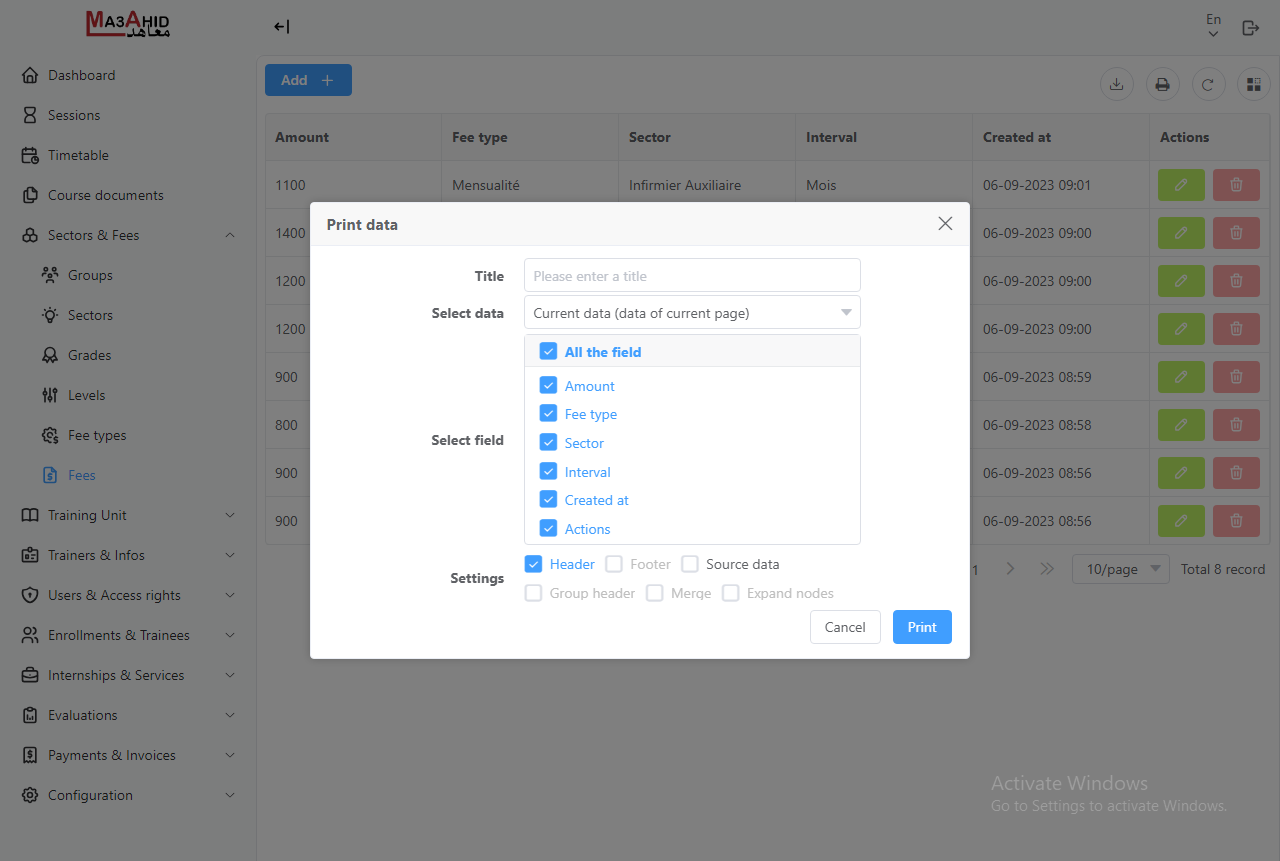 MA3AHID
معاهد
En
Dashboard
Sessions
Timetable
Course documents
Sectors & Fees
Groups
Sectors
Grades
Levels
Fee types
Fees
Training Unit
Trainers & Infos
Users & Access rights
Enrollments & Trainees
Internships & Services
Evaluations
Payments & Invoices
Configuration
Add
Amount Fee type Sector Interval Created at Actions
1100 Mensualité Infirmier Auxiliaire Mois 06-09-2023 09:01
1400 06-09-2023 09:00
1200 06-09-2023 09:00
1200 06-09-2023 09:00
900 06-09-2023 08:59
800 06-09-2023 08:58
900 06-09-2023 08:56
900 06-09-2023 08:56
1 10/page Total 8 record
Print data
Title Please enter a title
Select data Current data (data of current page)
Select field
All the field
Amount
Fee type
Sector
Interval
Created at
Actions
Settings
Header Footer Source data
Group header Merge Expand nodes
Cancel Print
Activate Windows
Go to Settings to activate Windows.